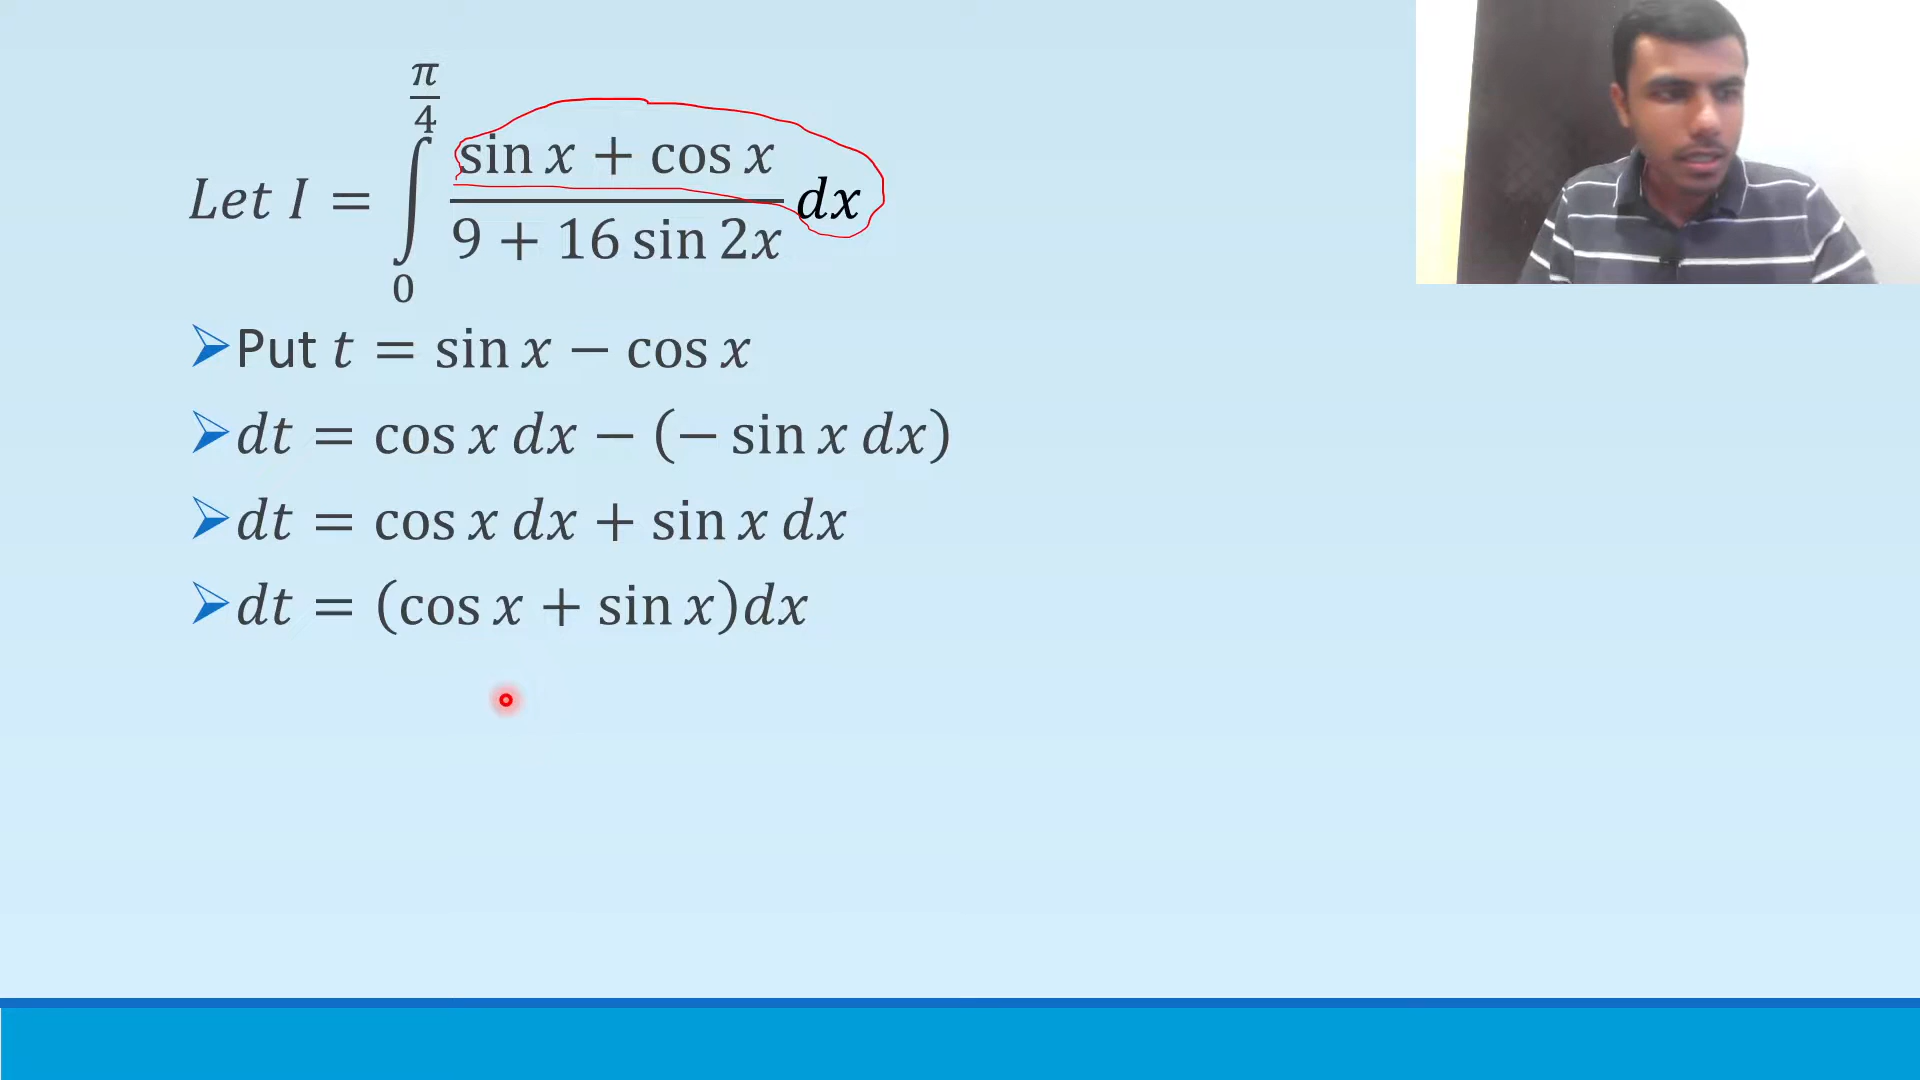 Let I = ∫₀^(π/4) (sin x + cos x)/(9 + 16 sin 2x) dx
Put t = sin x − cos x
dt = cos x dx − (− sin x dx)
dt = cos x dx + sin x dx
dt = (cos x + sin x)dx